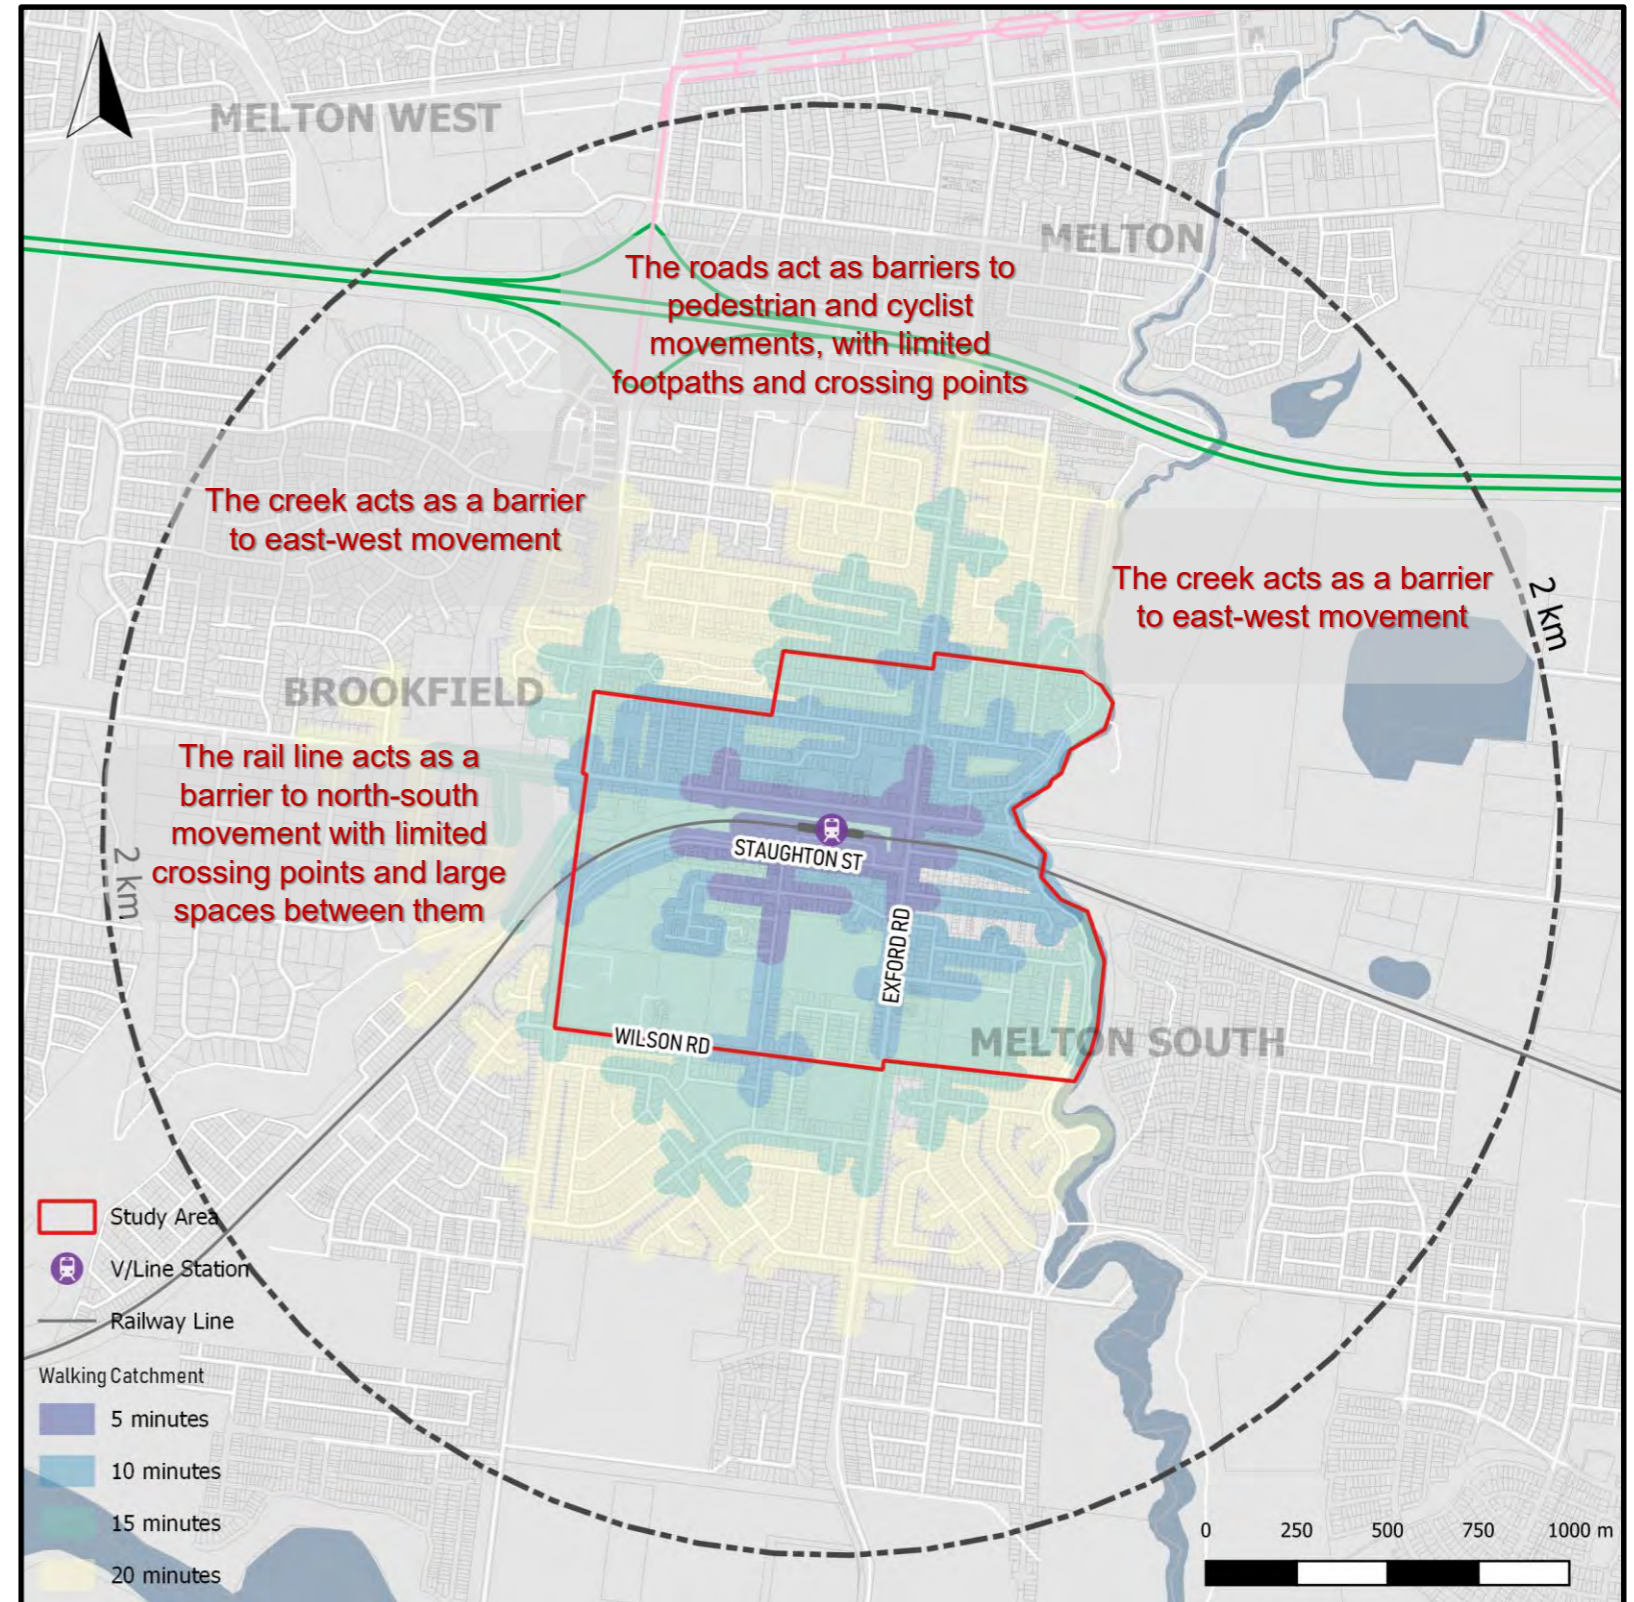 MELTON WEST
MELTON
The roads act as barriers to
pedestrian and cyclist
movements, with limited
footpaths and crossing points
The creek acts as a barrier
to east-west movement
The creek acts as a barrier
to east-west movement
2 km
BROOKFIELD
The rail line acts as a
barrier to north-south
movement with limited
crossing points and large
spaces between them
2 km
STAUGHTON ST
EXFORD RD
WILSON RD
MELTON SOUTH
Study Area
V/Line Station
Railway Line
Walking Catchment
5 minutes
10 minutes
15 minutes
20 minutes
0 250 500 750 1000 m